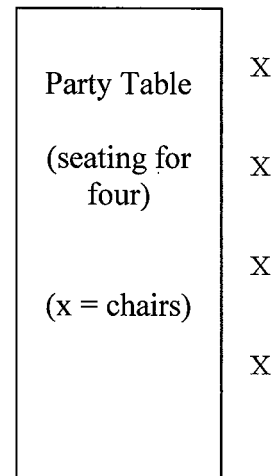 Party Table
X
(seating for
four)
X
X
(x = chairs)
X